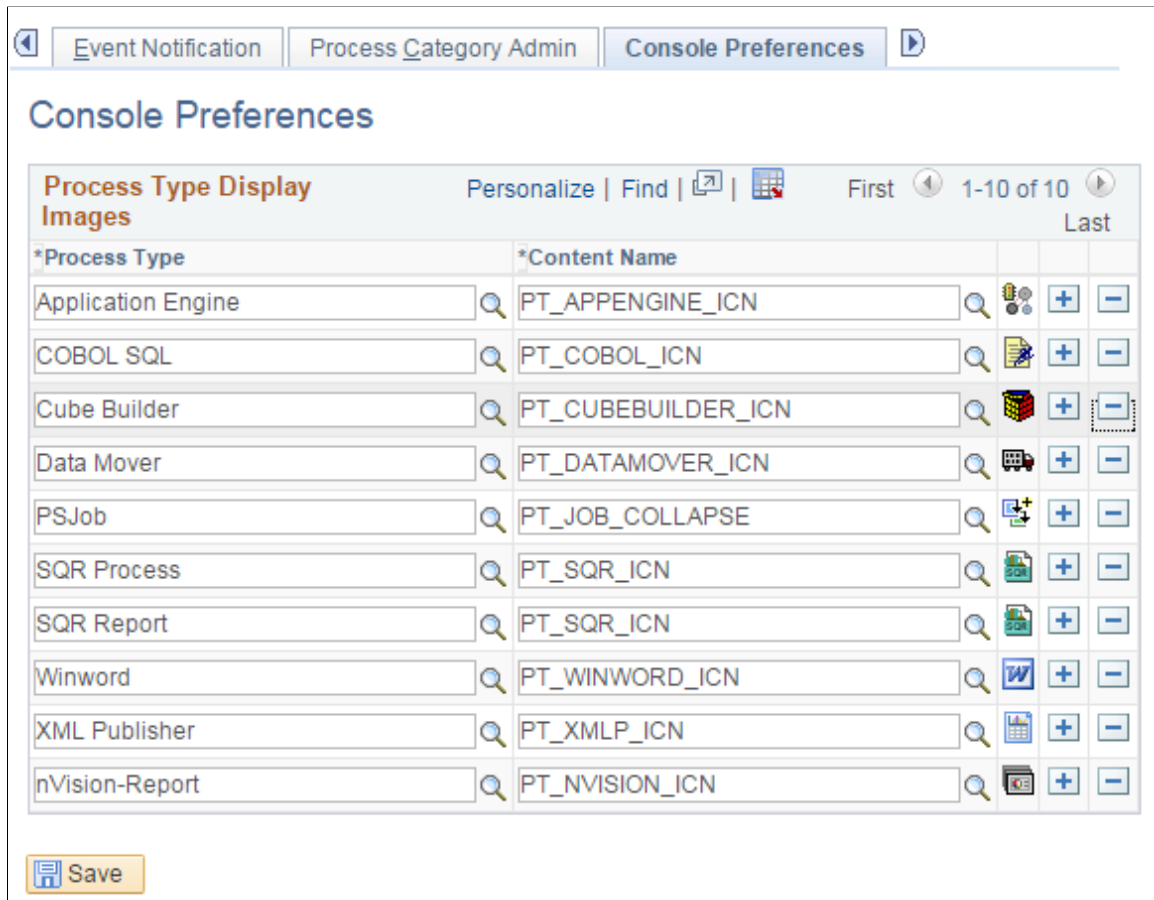 Event Notification Process Category Admin Console Preferences
Console Preferences
Process Type Display Images Personalize | Find | | First 1-10 of 10 Last
*Process Type *Content Name
Application Engine PT_APPENGINE_ICN
COBOL SQL PT_COBOL_ICN
Cube Builder PT_CUBEBUILDER_ICN
Data Mover PT_DATAMOVER_ICN
PSJob PT_JOB_COLLAPSE
SQR Process PT_SQR_ICN
SQR Report PT_SQR_ICN
Winword PT_WINWORD_ICN
XML Publisher PT_XMLP_ICN
nVision-Report PT_NVISION_ICN
Save